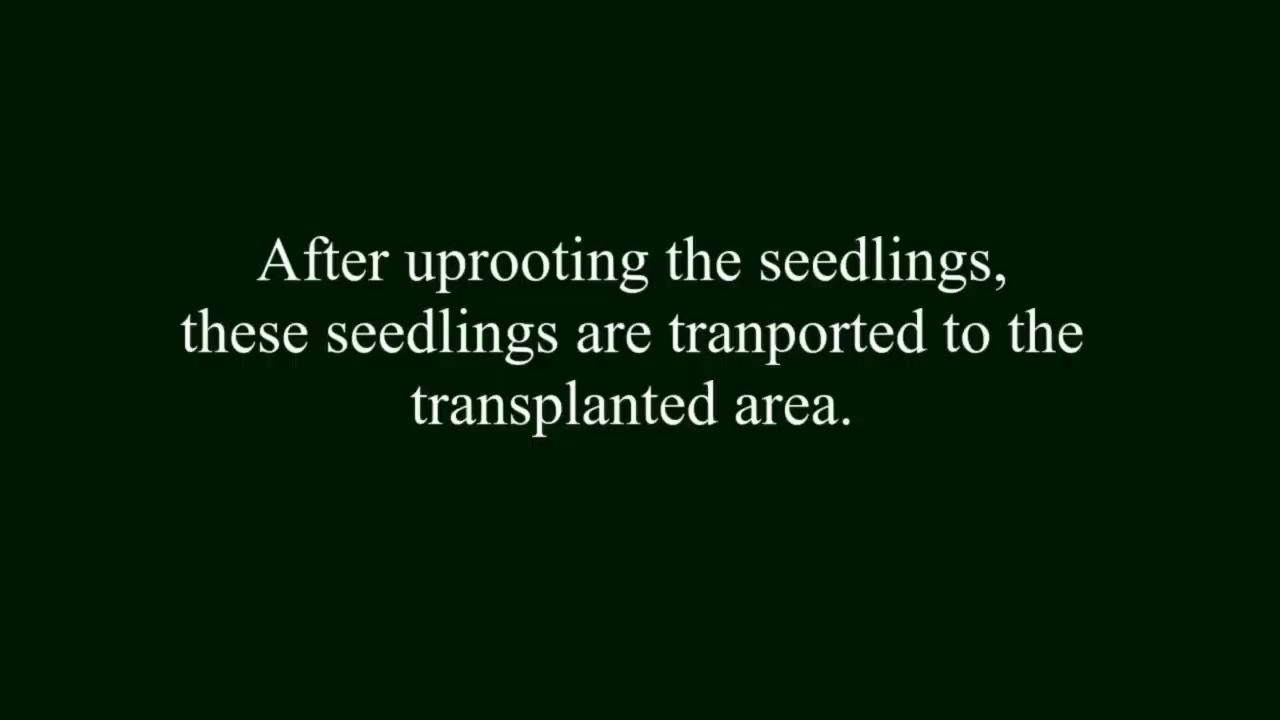 After uprooting the seedlings,
these seedlings are tranported to the
transplanted area.